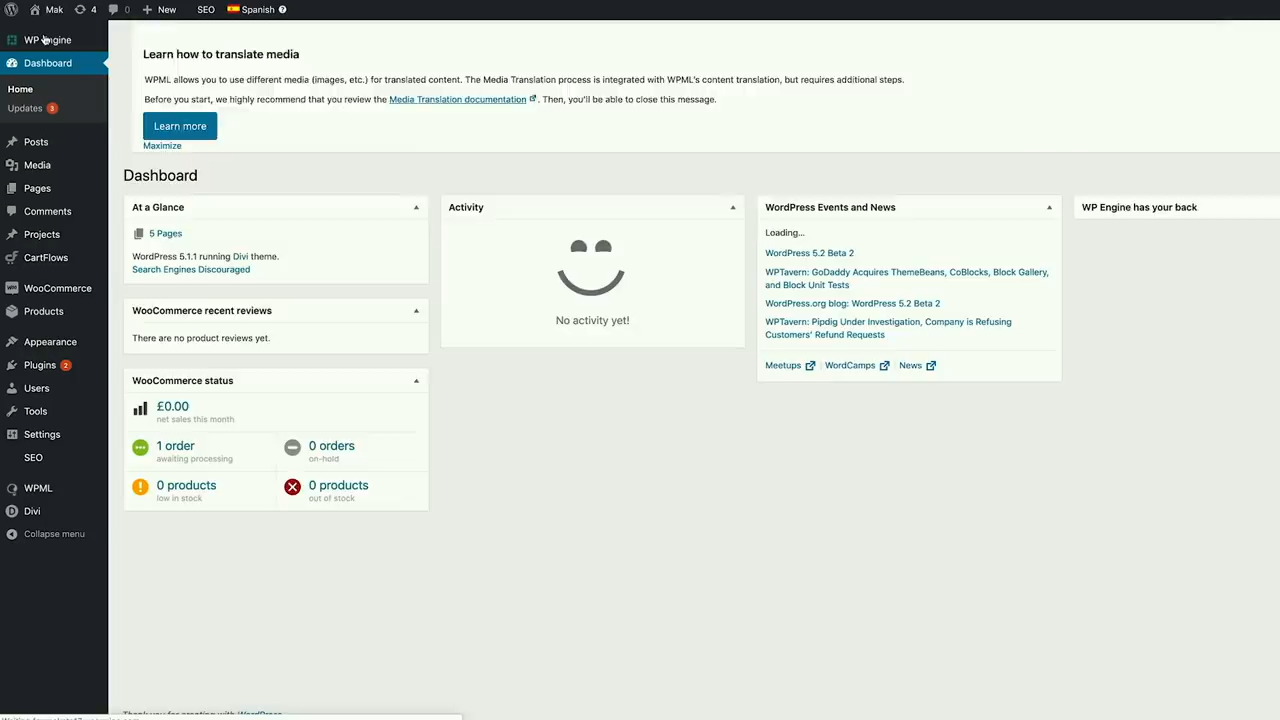 Mak 4 0 New SEO Spanish
WP Engine
Dashboard
Home
Updates 3
Posts
Media
Pages
Comments
Projects
CartFlows
WooCommerce
Products
Appearance
Plugins 2
Users
Tools
Settings
SEO
WPML
Divi
Collapse menu
Learn how to translate media
WPML allows you to use different media (images, etc.) for translated content. The Media Translation process is integrated with WPML's content translation, but requires additional steps.
Before you start, we highly recommend that you review the Media Translation documentation . Then, you'll be able to close this message.
Learn more
Maximize
Dashboard
At a Glance
5 Pages
WordPress 5.1.1 running Divi theme.
Search Engines Discouraged
WooCommerce recent reviews
There are no product reviews yet.
WooCommerce status
£0.00
net sales this month
1 order
awaiting processing
0 orders
on-hold
0 products
low in stock
0 products
out of stock
Activity
No activity yet!
WordPress Events and News
Loading...
WordPress 5.2 Beta 2
WPTavern: GoDaddy Acquires ThemeBeans, CoBlocks, Block Gallery,
and Block Unit Tests
WordPress.org blog: WordPress 5.2 Beta 2
WPTavern: Pipdig Under Investigation, Company is Refusing
Customers' Refund Requests
Meetups | WordCamps News
WP Engine has your back
Thank you for creating with WordPress